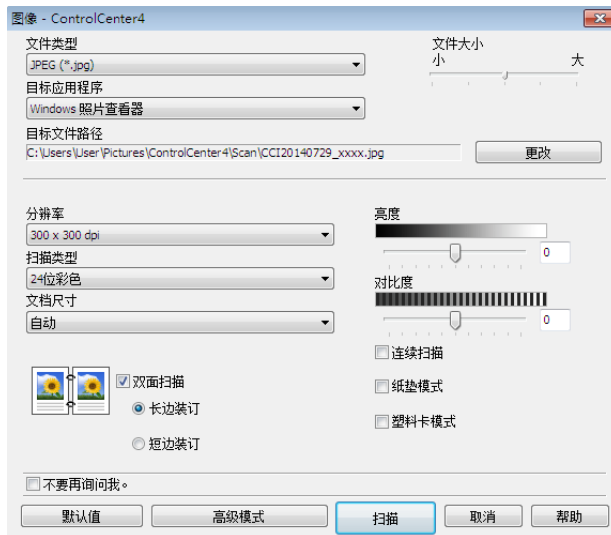 图像 - ControlCenter4
文件类型
文件大小
JPEG (*.jpg)
小 大
目标应用程序
Windows 照片查看器
目标文件路径
C:\Users\User\Pictures\ControlCenter4\Scan\CCI20140729_xxxx.jpg
更改
分辨率
亮度
300 x 300 dpi
0
扫描类型
24位彩色
对比度
文档尺寸
自动
0
连续扫描
双面扫描
纸垫模式
长边装订
塑料卡模式
短边装订
不要再询问我。
默认值 高级模式 扫描 取消 帮助